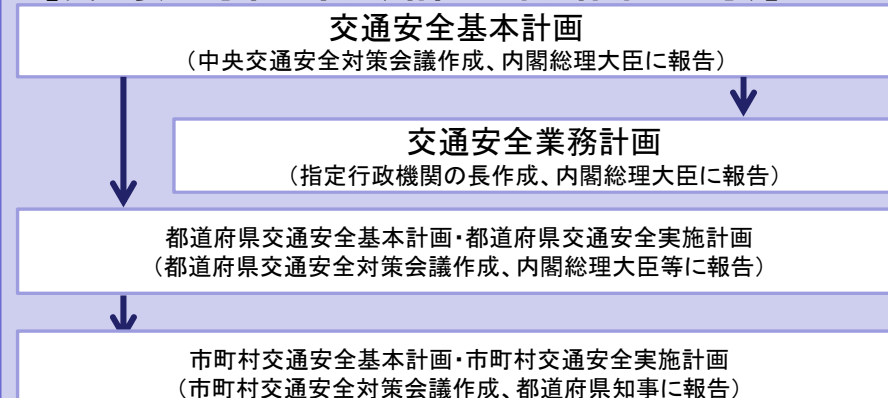 交通安全基本計画
（中央交通安全対策会議作成、内閣総理大臣に報告）
交通安全業務計画
（指定行政機関の長作成、内閣総理大臣に報告）
都道府県交通安全基本計画・都道府県交通安全実施計画
（都道府県交通安全対策会議作成、内閣総理大臣等に報告）
市町村交通安全基本計画・市町村交通安全実施計画
（市町村交通安全対策会議作成、都道府県知事に報告）